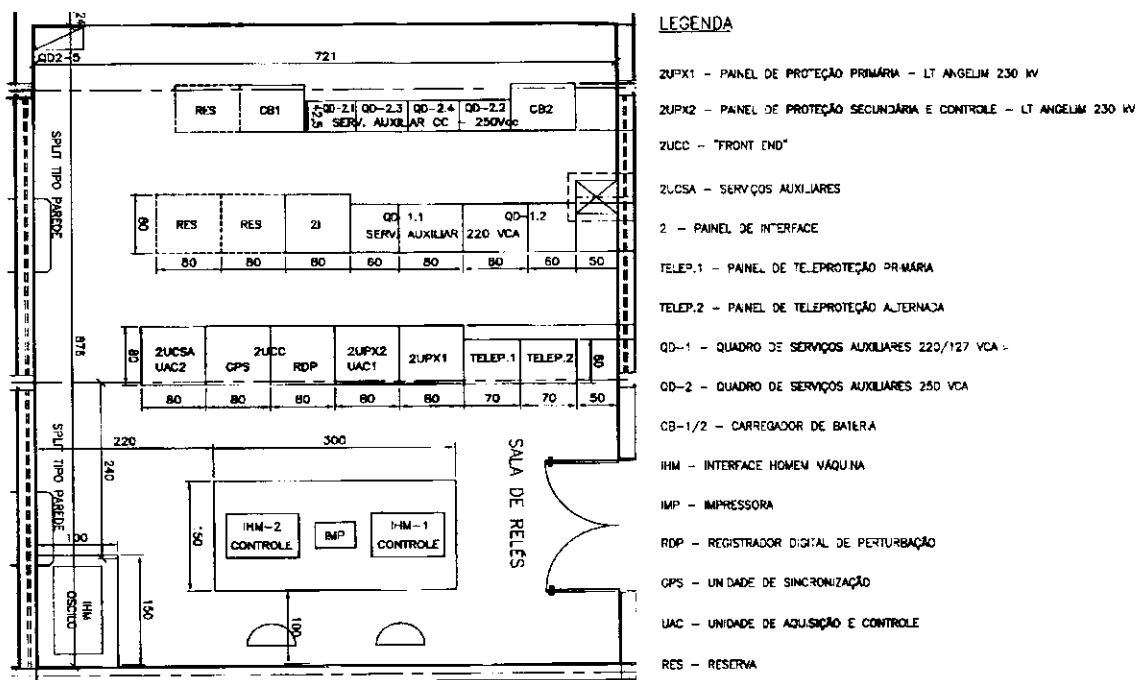 24
QD2-5
721
RES
CB1
42.5
QD-2.1
QD-2.3
QD-2.4
QD-2.2
CB2
SERV. AUXILIAR CC - 250Vcc
SPLIT TIPO PAREDE
60
RES
RES
2I
QD 1.1
QD-1.2
SERV. AUXILIAR 220 VCA
80 80 80 60 80 80 60 50
875
80
2UCSA
UAC2
2UCC
GPS
RDP
2UPX2
UAC1
2UPX1
TELEP.1
TELEP.2
60
80 80 80 80 80 70 70 50
220
300
240
SPLIT TIPO PAREDE
SALA DE RELÉS
150
IHM-2
CONTROLE
IMP
IHM-1
CONTROLE
100
IHM
OSCILO
150
100
LEGENDA
2UPX1 - PAINEL DE PROTEÇÃO PRIMÁRIA - LT ANGELIM 230 kV
2UPX2 - PAINEL DE PROTEÇÃO SECUNDÁRIA E CONTROLE - LT ANGELIM 230 kV
2UCC - "FRONT END"
2UCSA - SERVIÇOS AUXILIARES
2 - PAINEL DE INTERFACE
TELEP.1 - PAINEL DE TELEPROTEÇÃO PRIMÁRIA
TELEP.2 - PAINEL DE TELEPROTEÇÃO ALTERNADA
QD-1 - QUADRO DE SERVIÇOS AUXILIARES 220/127 VCA -
QD-2 - QUADRO DE SERVIÇOS AUXILIARES 250 VCA
CB-1/2 - CARREGADOR DE BATERIA
IHM - INTERFACE HOMEM MÁQUINA
IMP - IMPRESSORA
RDP - REGISTRADOR DIGITAL DE PERTURBAÇÃO
GPS - UNIDADE DE SINCRONIZAÇÃO
UAC - UNIDADE DE AQUISIÇÃO E CONTROLE
RES - RESERVA